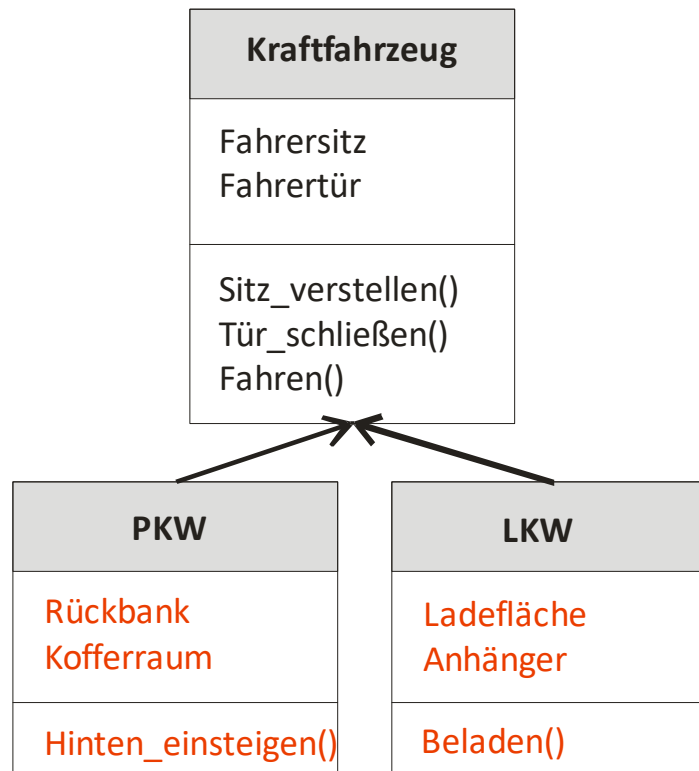 Kraftfahrzeug
Fahrersitz
Fahrertür
Sitz_verstellen()
Tür_schließen()
Fahren()
PKW
Rückbank
Kofferraum
Hinten_einsteigen()
LKW
Ladefläche
Anhänger
Beladen()